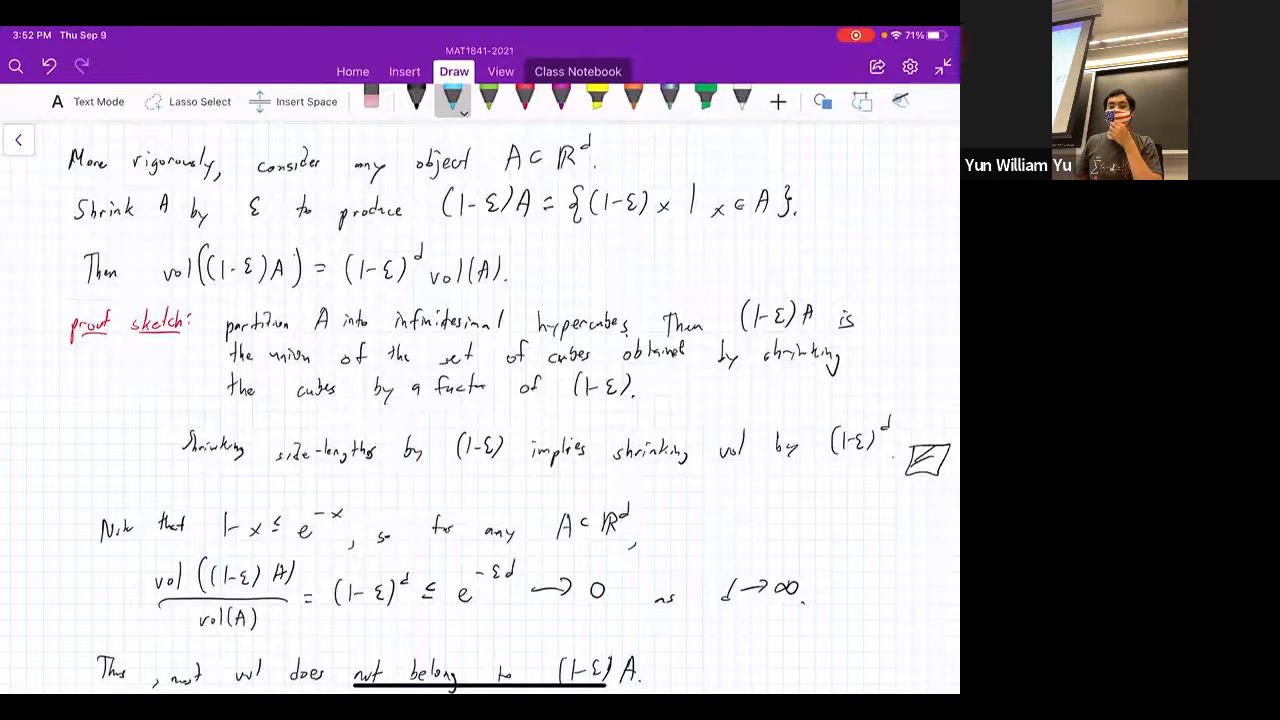 3:52 PM Thu Sep 9
71%
MAT1841-2021
Home Insert Draw View Class Notebook
A Text Mode Lasso Select Insert Space
More rigorously, consider any object A ⊂ ℝ^d.
Shrink A by ε to produce (1-ε)A = {(1-ε)x | x ∈ A}.
Then vol((1-ε)A) = (1-ε)^d vol(A).
proof sketch: partition A into infinitesimal hypercubes. Then (1-ε)A is
the union of the set of cubes obtained by shrinking
the cubes by a factor of (1-ε).
Shrinking side-lengths by (1-ε) implies shrinking vol by (1-ε)^d.
Note that 1-x ≤ e^{-x}, so for any A ⊂ ℝ^d,
vol((1-ε)A) / vol(A) = (1-ε)^d ≤ e^{-εd} → 0 as d → ∞.
Thus, most vol does not belong to (1-ε)A.
Yun William Yu